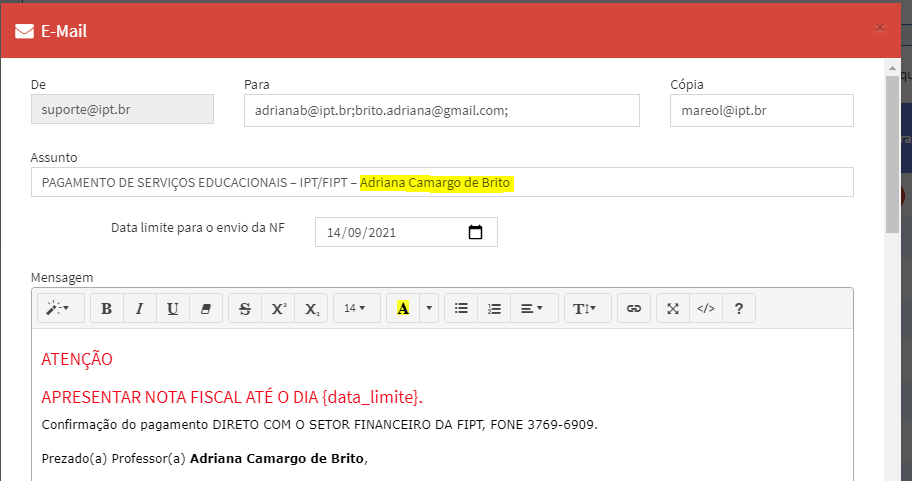 E-Mail
×
De
Para
Cópia
suporte@ipt.br
adrianab@ipt.br;brito.adriana@gmail.com;
mareol@ipt.br
Assunto
PAGAMENTO DE SERVIÇOS EDUCACIONAIS – IPT/FIPT – Adriana Camargo de Brito
Data limite para o envio da NF
14/09/2021
Mensagem
B I U S X² X₂ 14 A T </> ?
ATENÇÃO
APRESENTAR NOTA FISCAL ATÉ O DIA {data_limite}.
Confirmação do pagamento DIRETO COM O SETOR FINANCEIRO DA FIPT, FONE 3769-6909.
Prezado(a) Professor(a) Adriana Camargo de Brito,